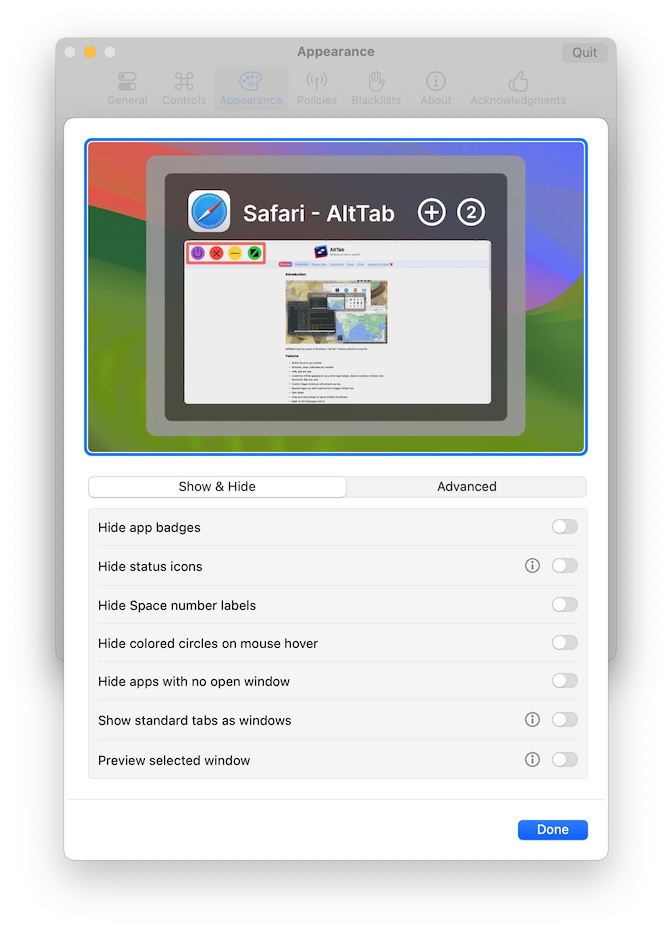 Appearance
Quit
General
Controls
Appearance
Policies
Blacklists
About
Acknowledgments
Safari - AltTab
2
AltTab
Introduction
Features
Show & Hide
Advanced
Hide app badges
Hide status icons
Hide Space number labels
Hide colored circles on mouse hover
Hide apps with no open window
Show standard tabs as windows
Preview selected window
Done